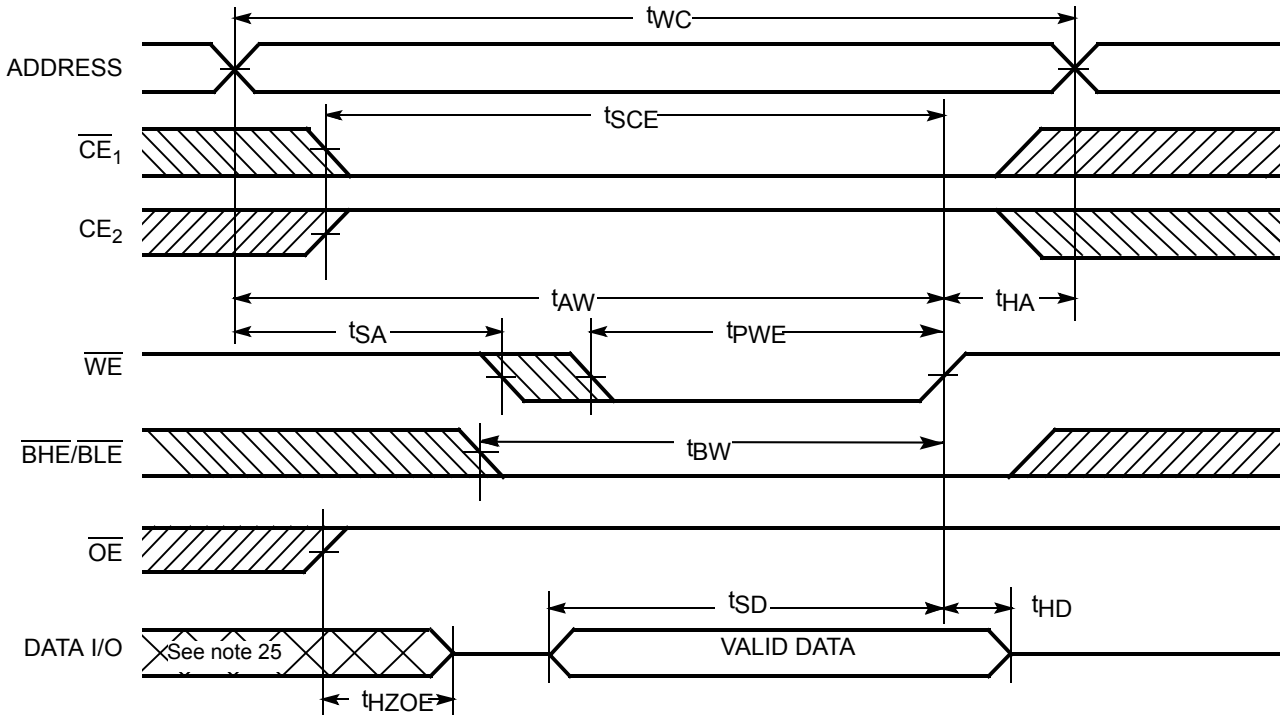 tWC
ADDRESS
tSCE
CE1
CE2
tAW
tHA
tSA
tPWE
WE
BHE/BLE
tBW
OE
tSD
tHD
DATA I/O
See note 25
VALID DATA
tHZOE